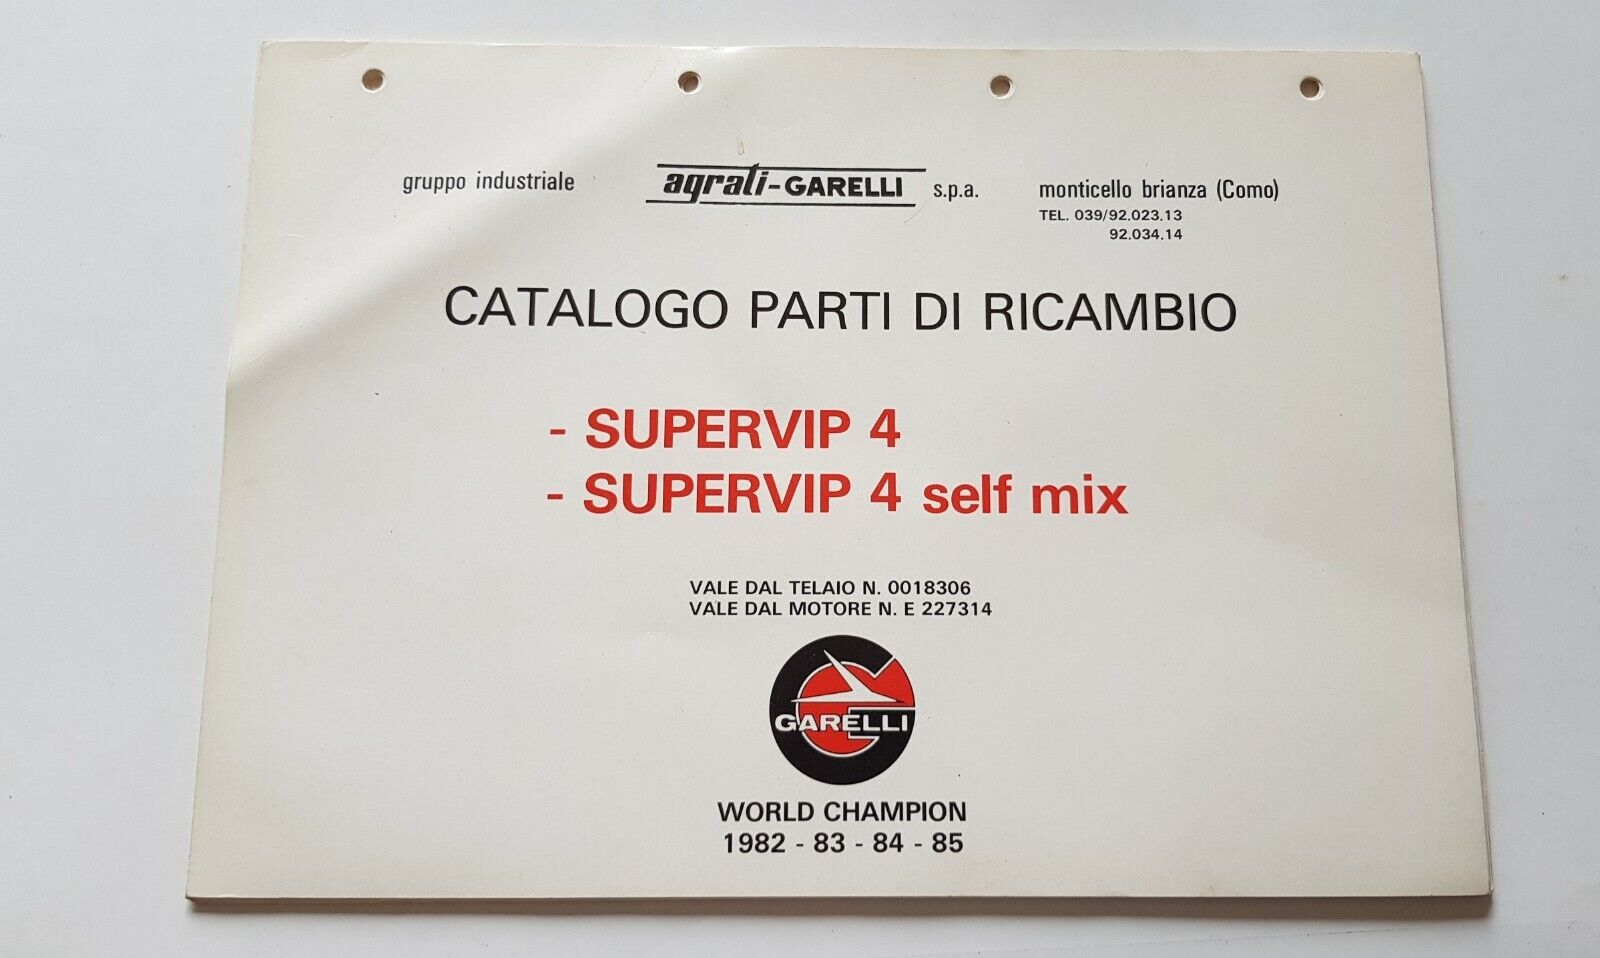 gruppo industriale agrati-GARELLI s.p.a. monticello brianza (Como)
TEL. 039/92.023.13
92.034.14
CATALOGO PARTI DI RICAMBIO
- SUPERVIP 4
- SUPERVIP 4 self mix
VALE DAL TELAIO N. 0018306
VALE DAL MOTORE N. E 227314
GARELLI
WORLD CHAMPION
1982 - 83 - 84 - 85